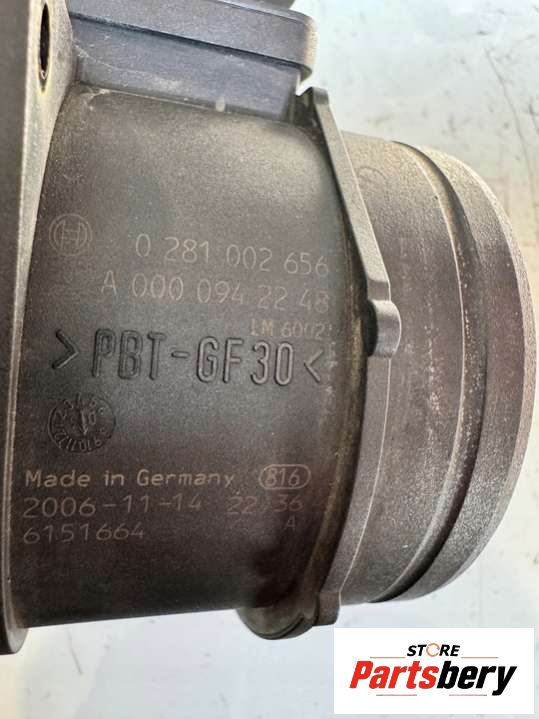 0 281 002 656
A 000 094 22 48
LM 6002
>PBT-GF30<
Made in Germany 816
2006-11-14 22:36
6151664 A
STORE
Partsbery